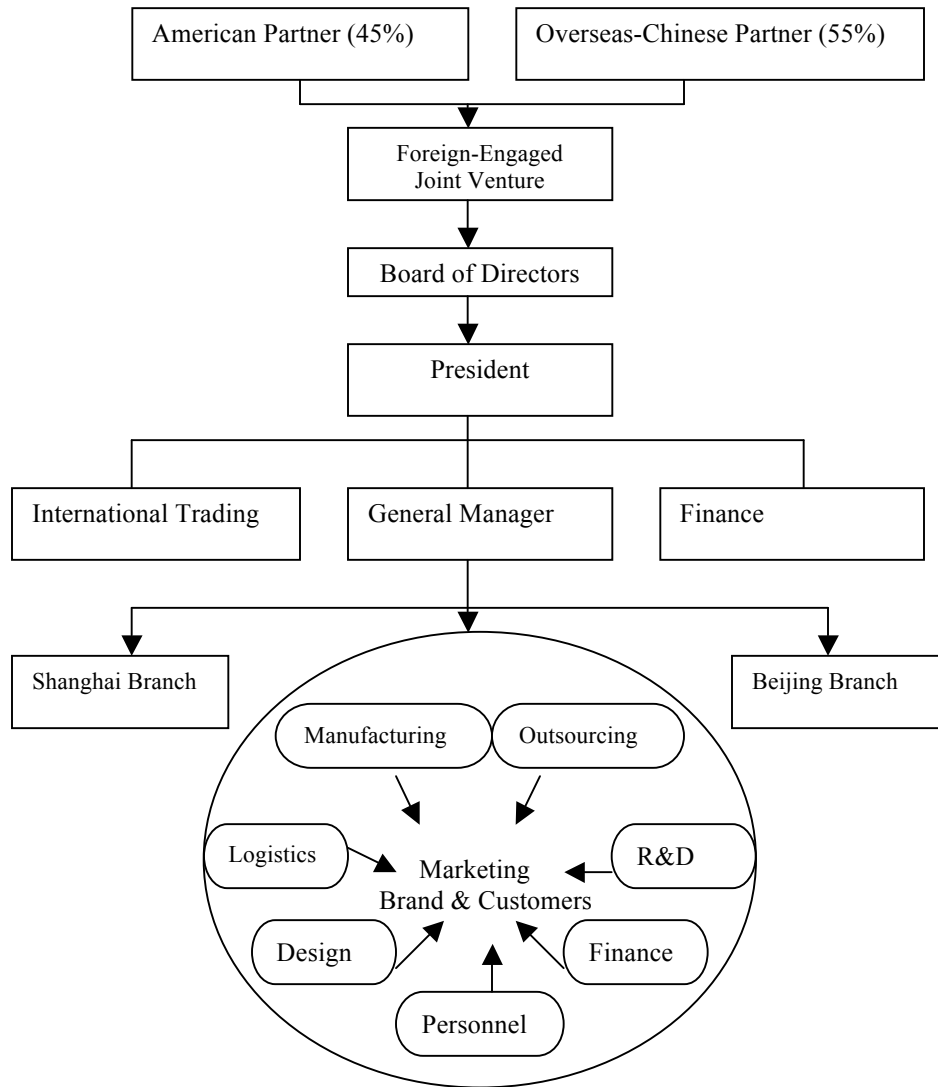 American Partner (45%)
Overseas-Chinese Partner (55%)
Foreign-Engaged
Joint Venture
Board of Directors
President
International Trading
General Manager
Finance
Shanghai Branch
Beijing Branch
Manufacturing
Outsourcing
Logistics
R&D
Marketing
Brand & Customers
Design
Finance
Personnel